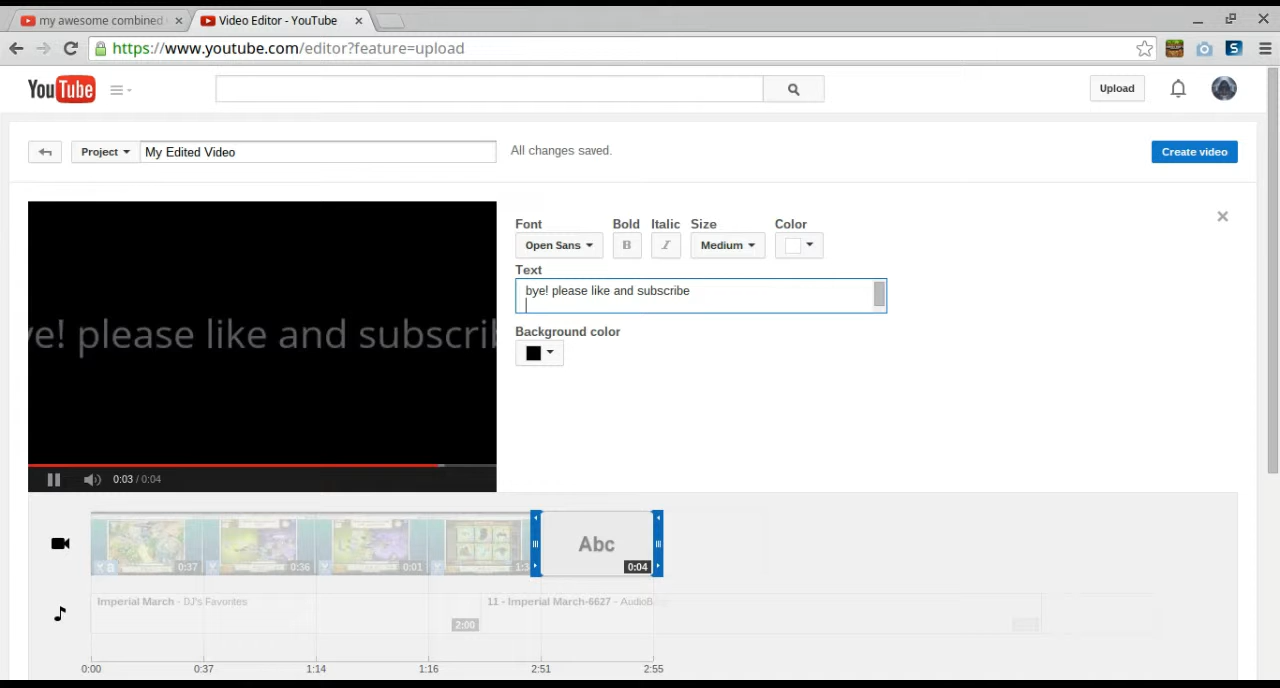 my awesome combined
Video Editor - YouTube
https://www.youtube.com/editor?feature=upload
S
YouTube
Upload
Project
My Edited Video
All changes saved.
Create video
Font
Bold
Italic
Size
Color
Open Sans
B
I
Medium
Text
bye! please like and subscribe
Background color
ye! please like and subscrib
0:03 / 0:04
0:37
0:36
0:01
1:3
Abc
0:04
Imperial March - DJ's Favorites
2:00
11 - Imperial March-6627 - AudioB
0:00
0:37
1:14
1:16
2:51
2:55